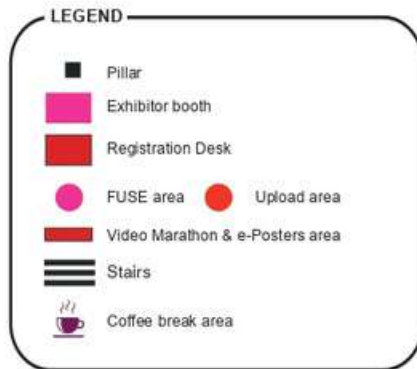 LEGEND
Pillar
Exhibitor booth
Registration Desk
FUSE area Upload area
Video Marathon & e-Posters area
Stairs
Coffee break area